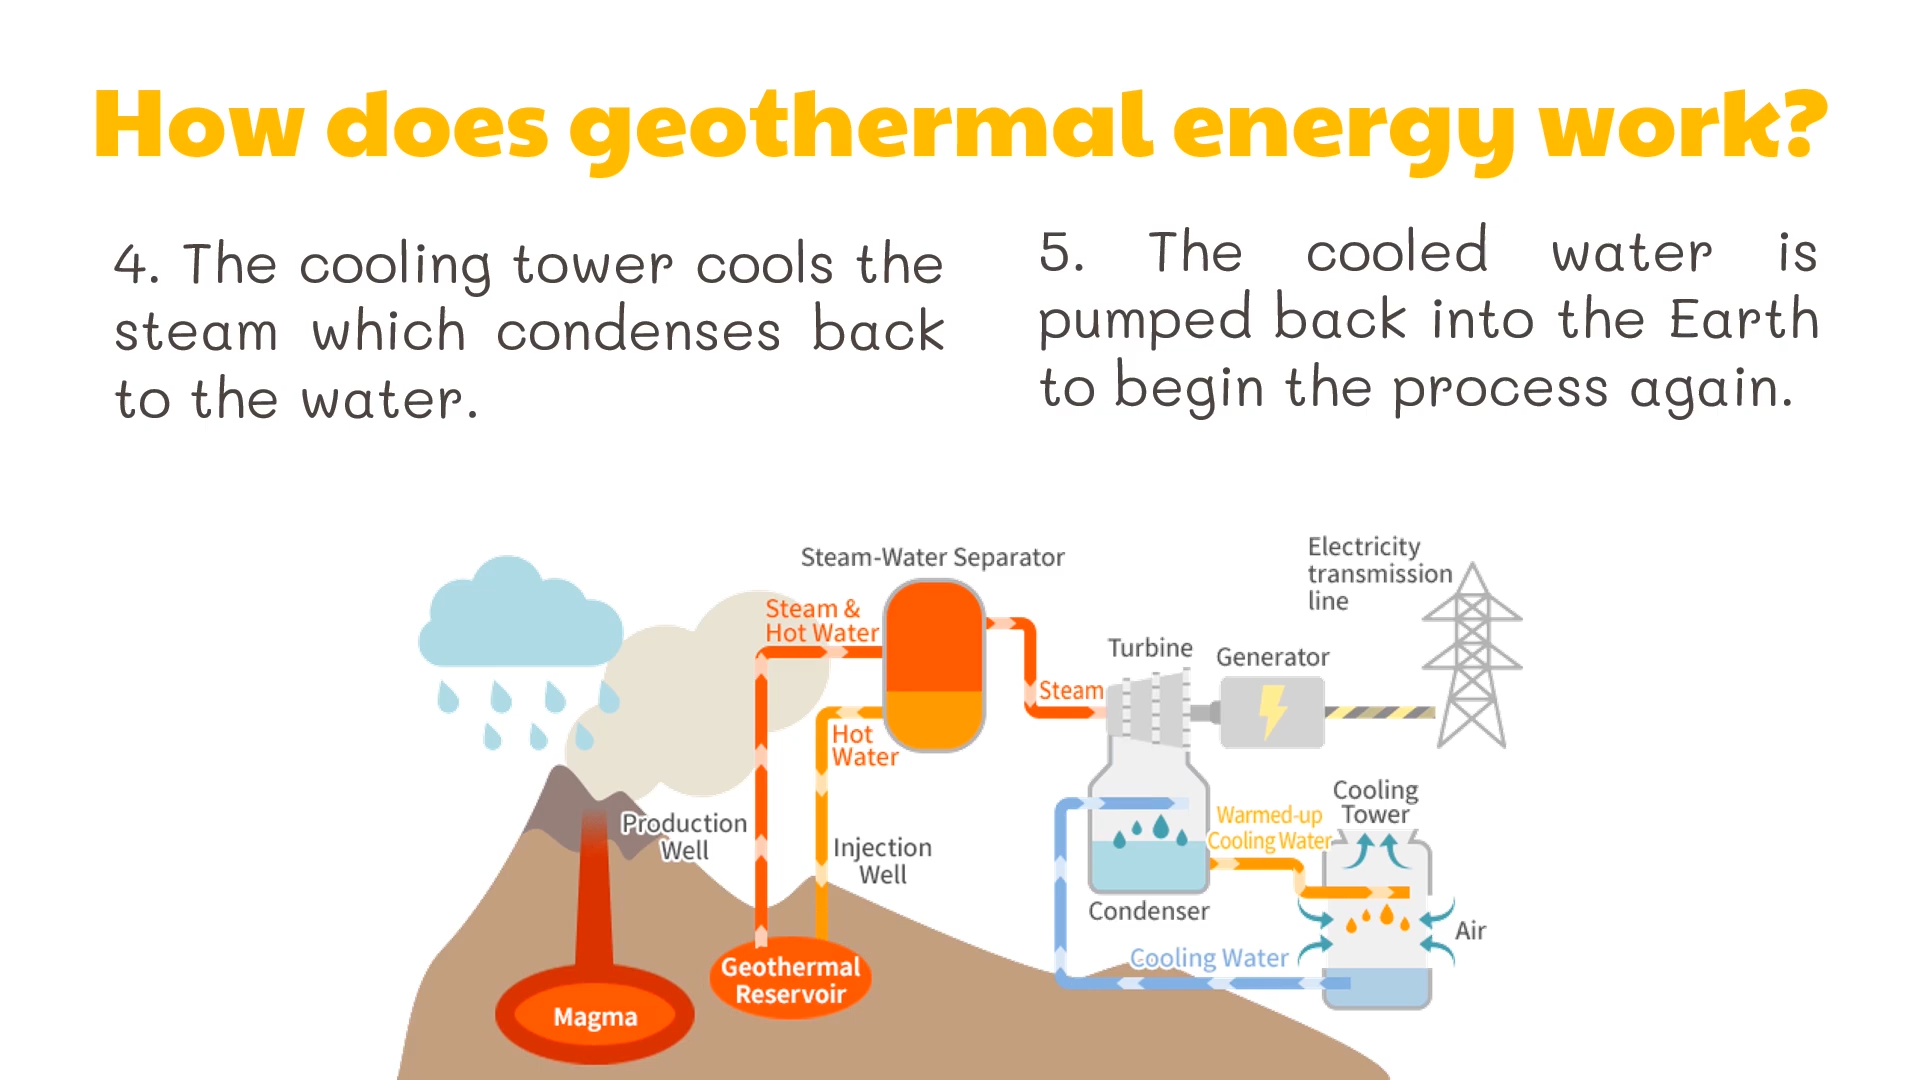 How does geothermal energy work?
4. The cooling tower cools the
steam which condenses back
to the water.
5. The cooled water is
pumped back into the Earth
to begin the process again.
Steam-Water Separator
Steam &
Hot Water
Hot
Water
Production
Well
Injection
Well
Geothermal
Reservoir
Magma
Steam
Turbine
Generator
Electricity
transmission
line
Condenser
Warmed-up
Cooling Water
Cooling
Tower
Air
Cooling Water